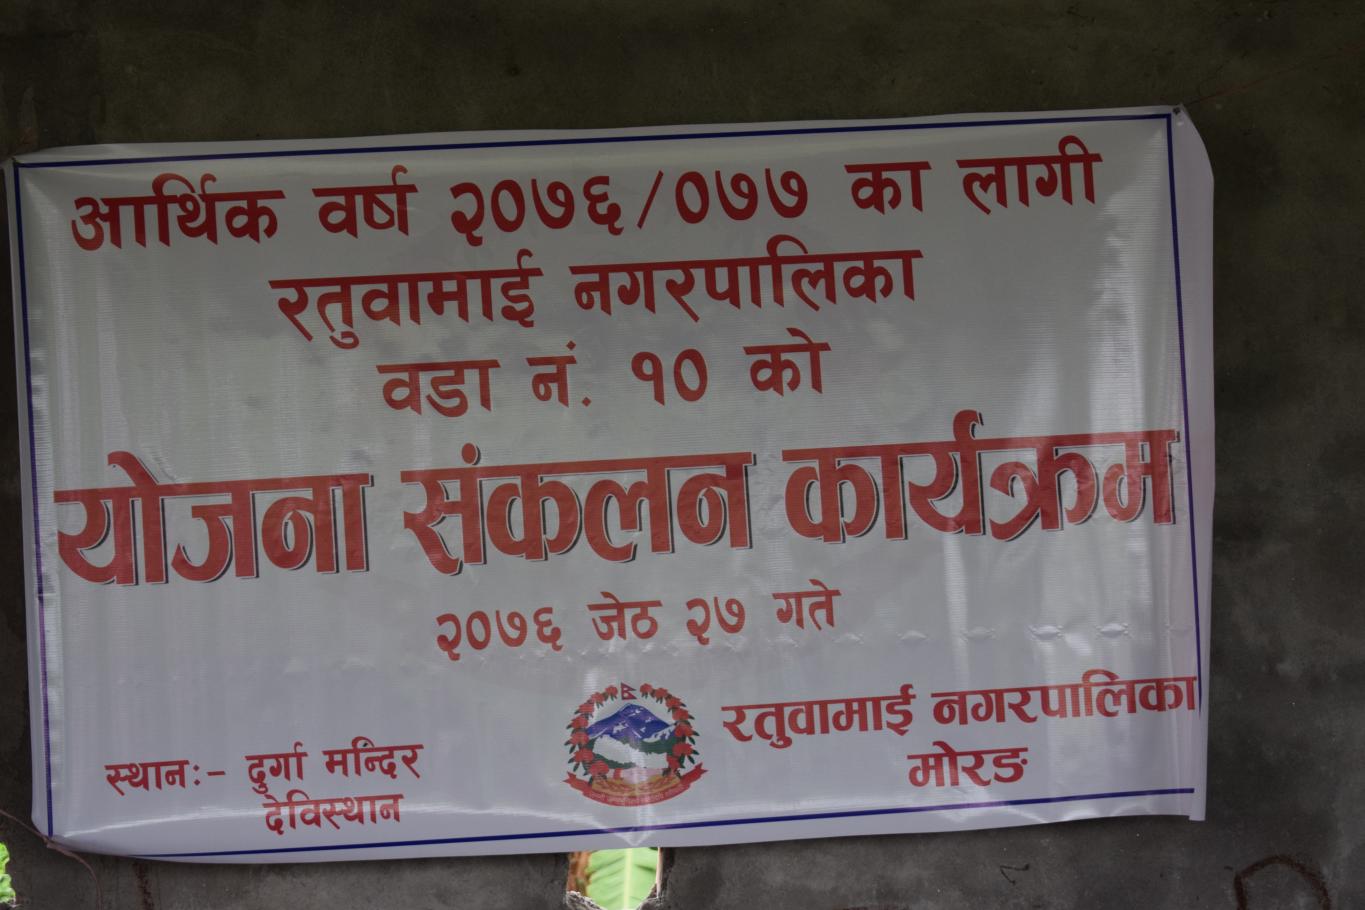 आर्थिक वर्ष २०७६/०७७ का लागी
रतुवामाई नगरपालिका
वडा नं. १० को
योजना संकलन कार्यक्रम
२०७६ जेठ २७ गते
स्थानः- दुर्गा मन्दिर
देविस्थान
रतुवामाई नगरपालिका
मोरङ